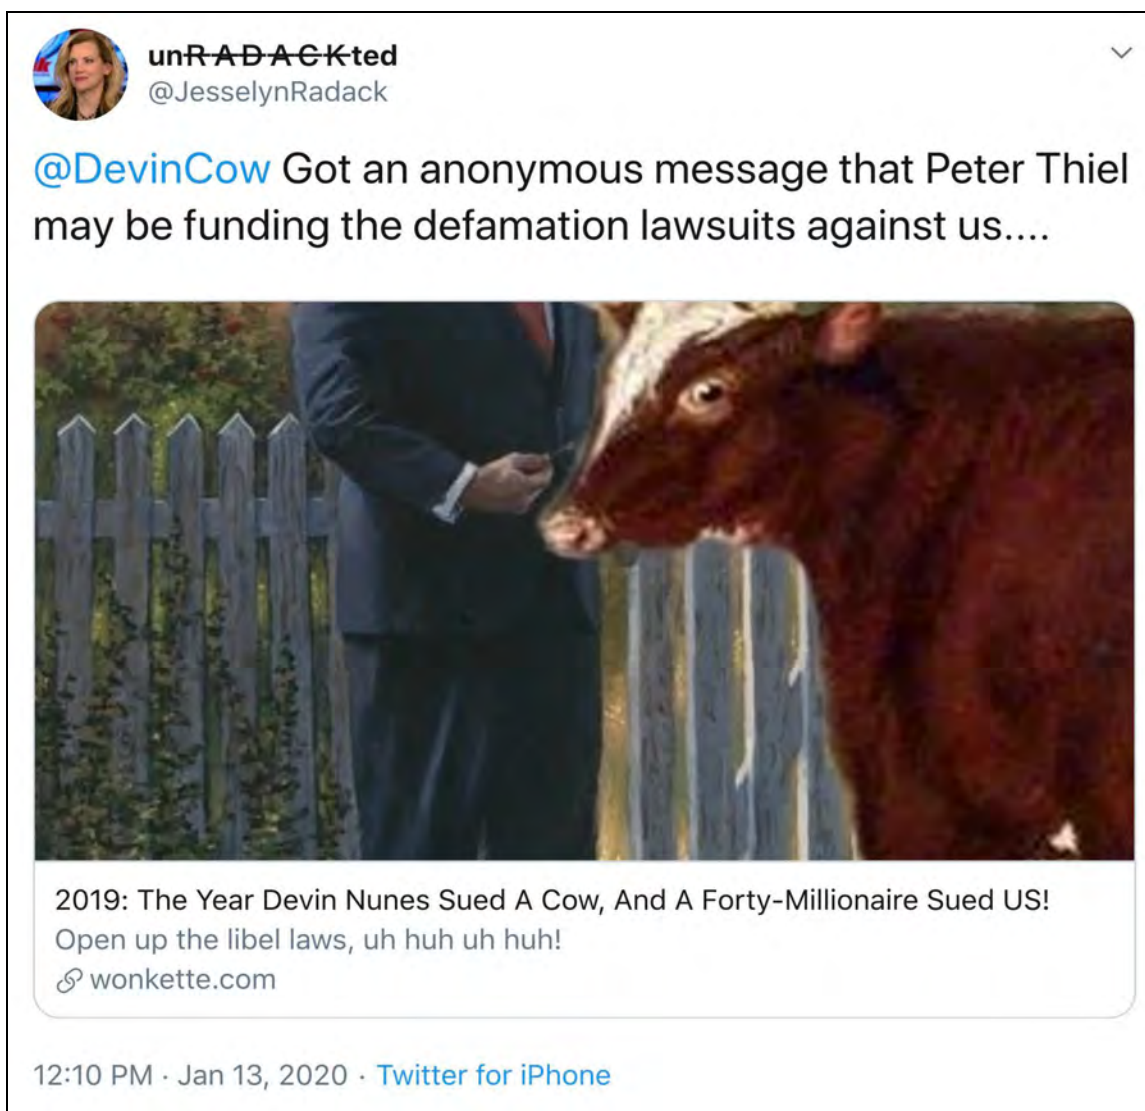 unRADACKted
@JesselynRadack
@DevinCow Got an anonymous message that Peter Thiel
may be funding the defamation lawsuits against us....
2019: The Year Devin Nunes Sued A Cow, And A Forty-Millionaire Sued US!
Open up the libel laws, uh huh uh huh!
wonkette.com
12:10 PM · Jan 13, 2020 · Twitter for iPhone